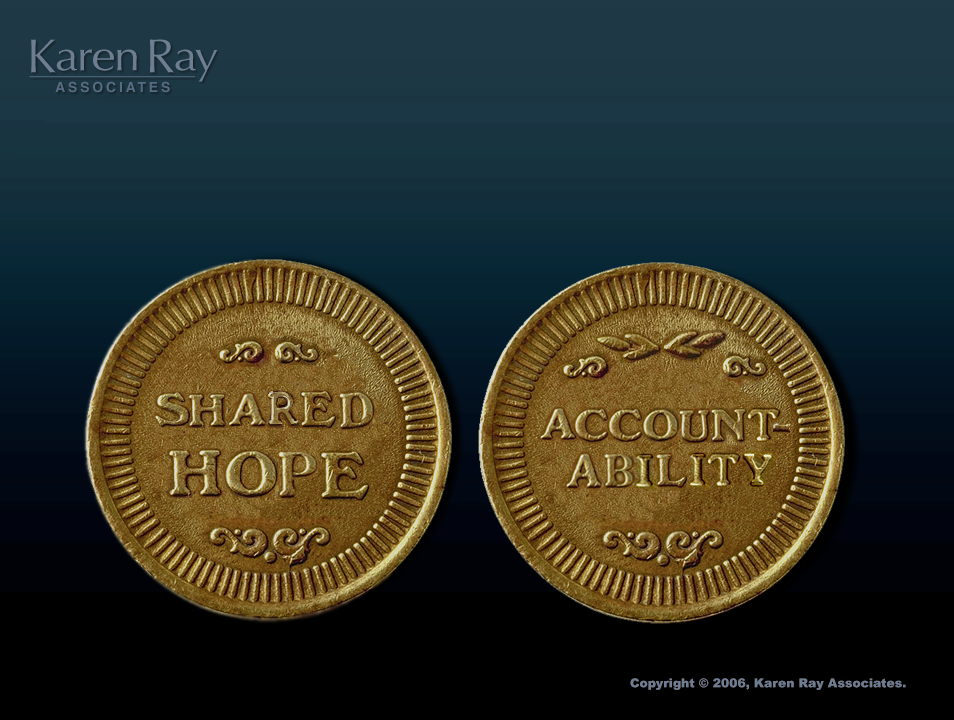 Karen Ray
ASSOCIATES
SHARED
HOPE
ACCOUNT-
ABILITY
Copyright © 2006, Karen Ray Associates.